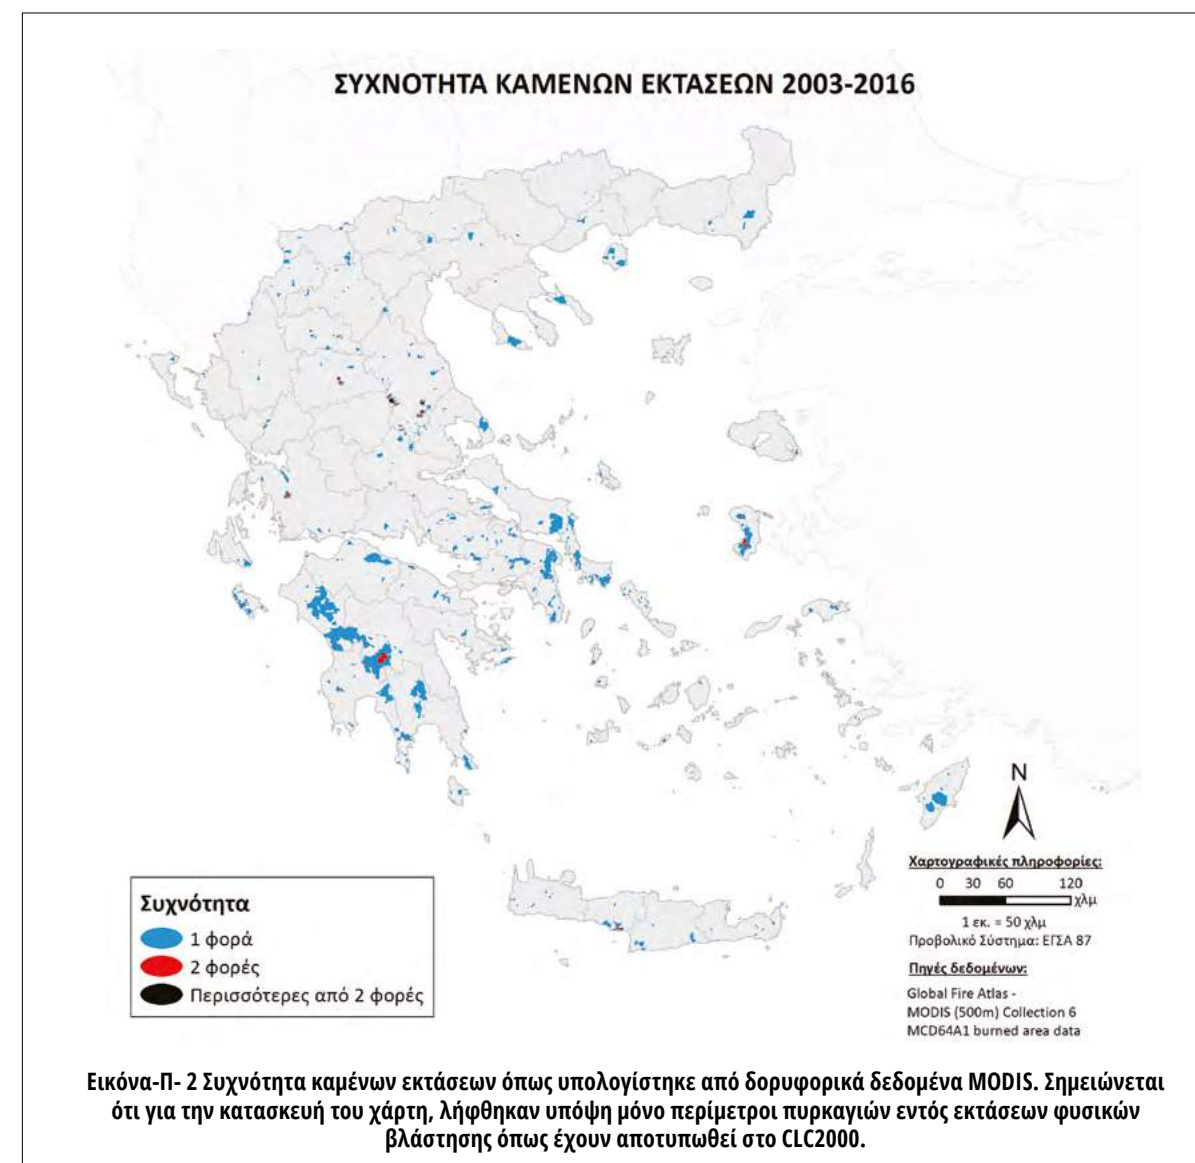 ΣΥΧΝΟΤΗΤΑ ΚΑΜΕΝΩΝ ΕΚΤΑΣΕΩΝ 2003-2016
N
Χαρτογραφικές πληροφορίες:
0 30 60 120
χλμ
1 εκ. = 50 χλμ
Προβολικό Σύστημα: ΕΓΣΑ 87
Πηγές δεδομένων:
Global Fire Atlas -
MODIS (500m) Collection 6
MCD64A1 burned area data
Συχνότητα
1 φορά
2 φορές
Περισσότερες από 2 φορές
Εικόνα-Π- 2 Συχνότητα καμένων εκτάσεων όπως υπολογίστηκε από δορυφορικά δεδομένα MODIS. Σημειώνεται
ότι για την κατασκευή του χάρτη, λήφθηκαν υπόψη μόνο περίμετροι πυρκαγιών εντός εκτάσεων φυσικών
βλάστησης όπως έχουν αποτυπωθεί στο CLC2000.